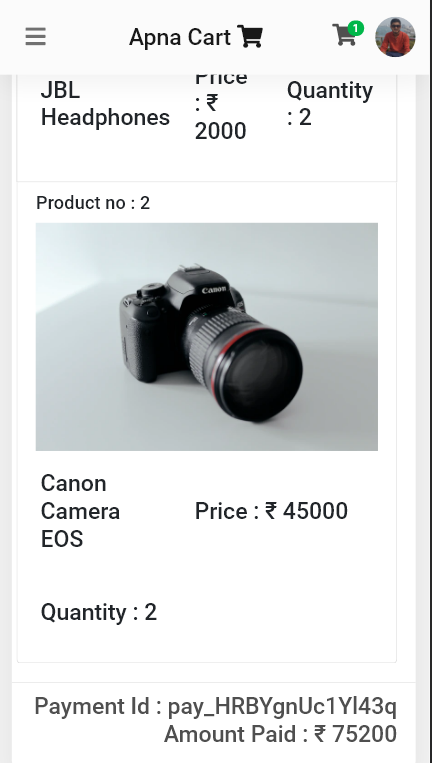 Apna Cart
1
JBL
Headphones
Price
: ₹
2000
Quantity
: 2
Product no : 2
Canon
Canon
Camera
EOS
Price : ₹ 45000
Quantity : 2
Payment Id : pay_HRBYgnUc1Yl43q
Amount Paid : ₹ 75200